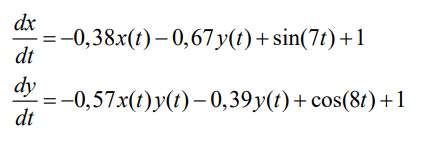 dx/dt = −0,38x(t) − 0,67y(t) + sin(7t) + 1
dy/dt = −0,57x(t)y(t) − 0,39y(t) + cos(8t) + 1